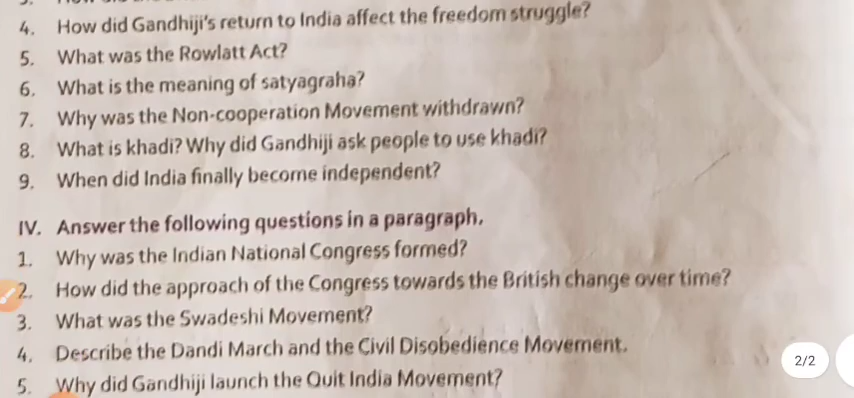 4. How did Gandhiji's return to India affect the freedom struggle?
5. What was the Rowlatt Act?
6. What is the meaning of satyagraha?
7. Why was the Non-cooperation Movement withdrawn?
8. What is khadi? Why did Gandhiji ask people to use khadi?
9. When did India finally become independent?
IV. Answer the following questions in a paragraph.
1. Why was the Indian National Congress formed?
2. How did the approach of the Congress towards the British change over time?
3. What was the Swadeshi Movement?
4. Describe the Dandi March and the Civil Disobedience Movement.
2/2
5. Why did Gandhiji launch the Quit India Movement?